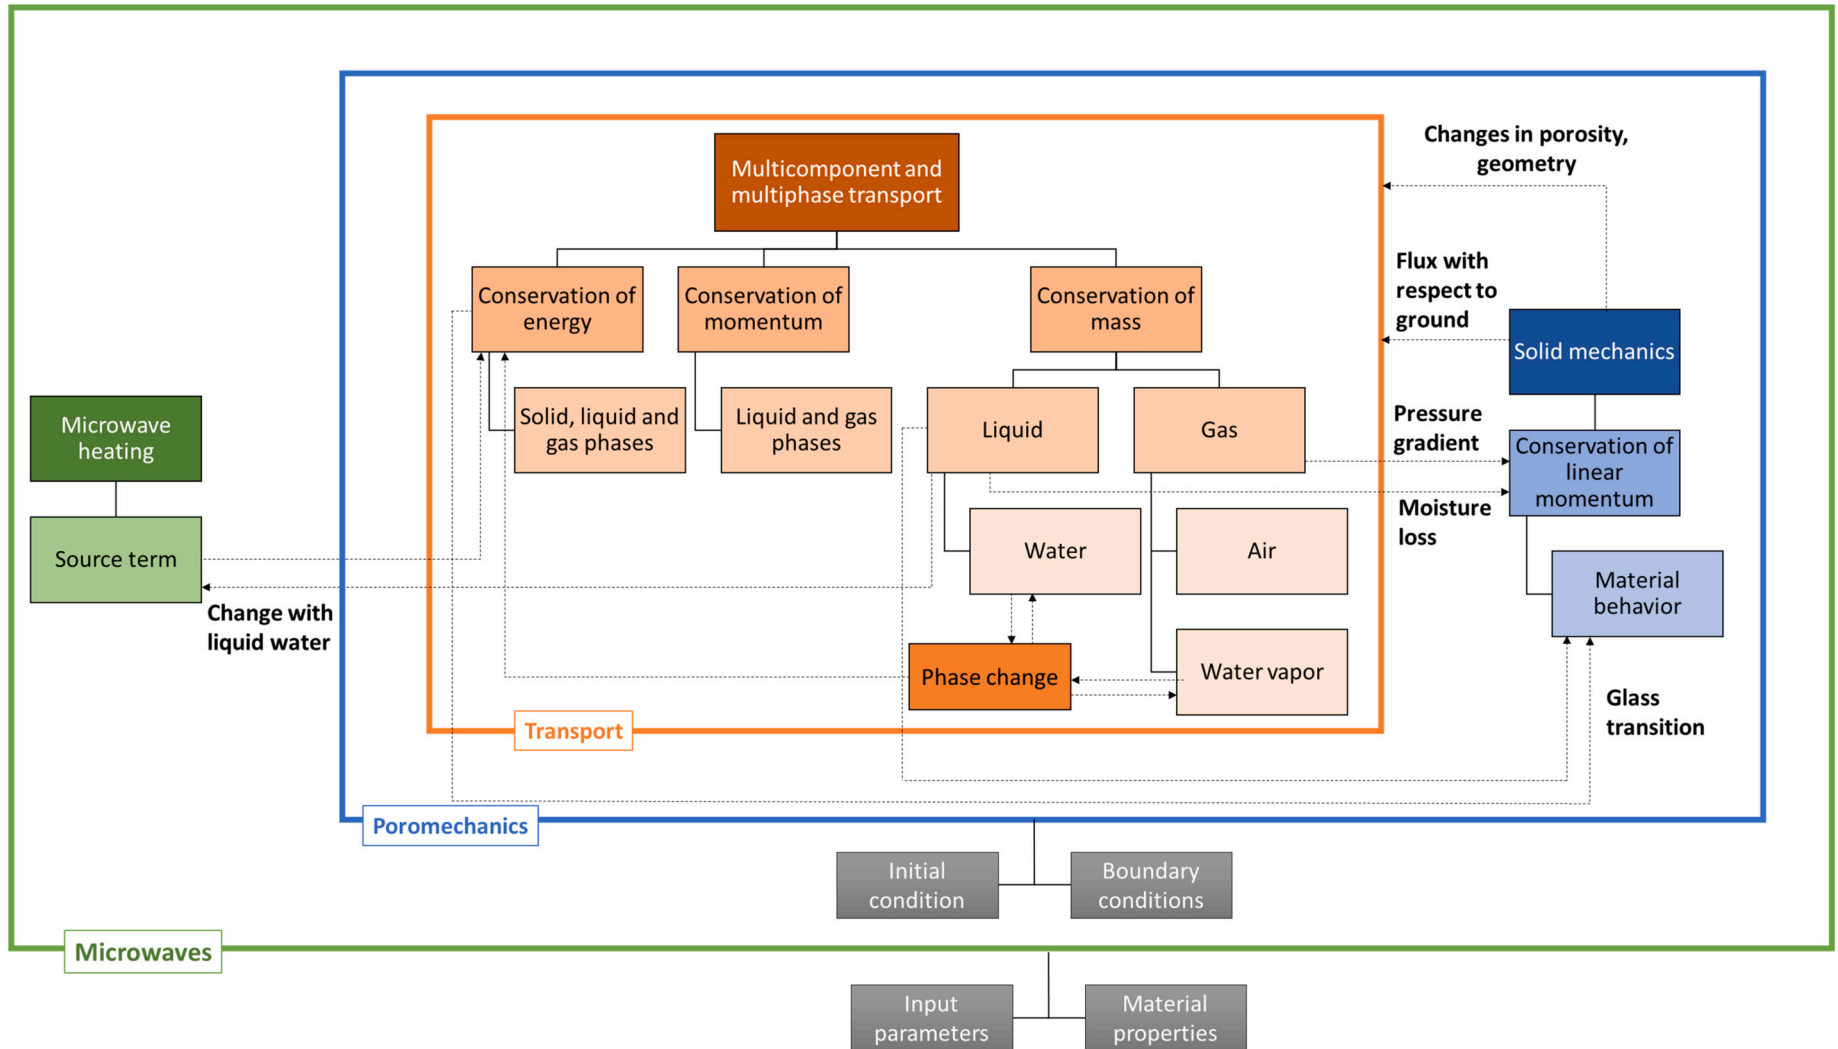 Changes in porosity,
geometry
Multicomponent and
multiphase transport
Flux with
respect to
ground
Conservation of
energy
Conservation of
momentum
Conservation of
mass
Solid mechanics
Microwave
heating
Solid, liquid and
gas phases
Liquid and gas
phases
Liquid
Gas
Pressure
gradient
Conservation of
linear
momentum
Moisture
loss
Source term
Water
Air
Material
behavior
Change with
liquid water
Phase change
Water vapor
Glass
transition
Transport
Poromechanics
Initial
condition
Boundary
conditions
Microwaves
Input
parameters
Material
properties